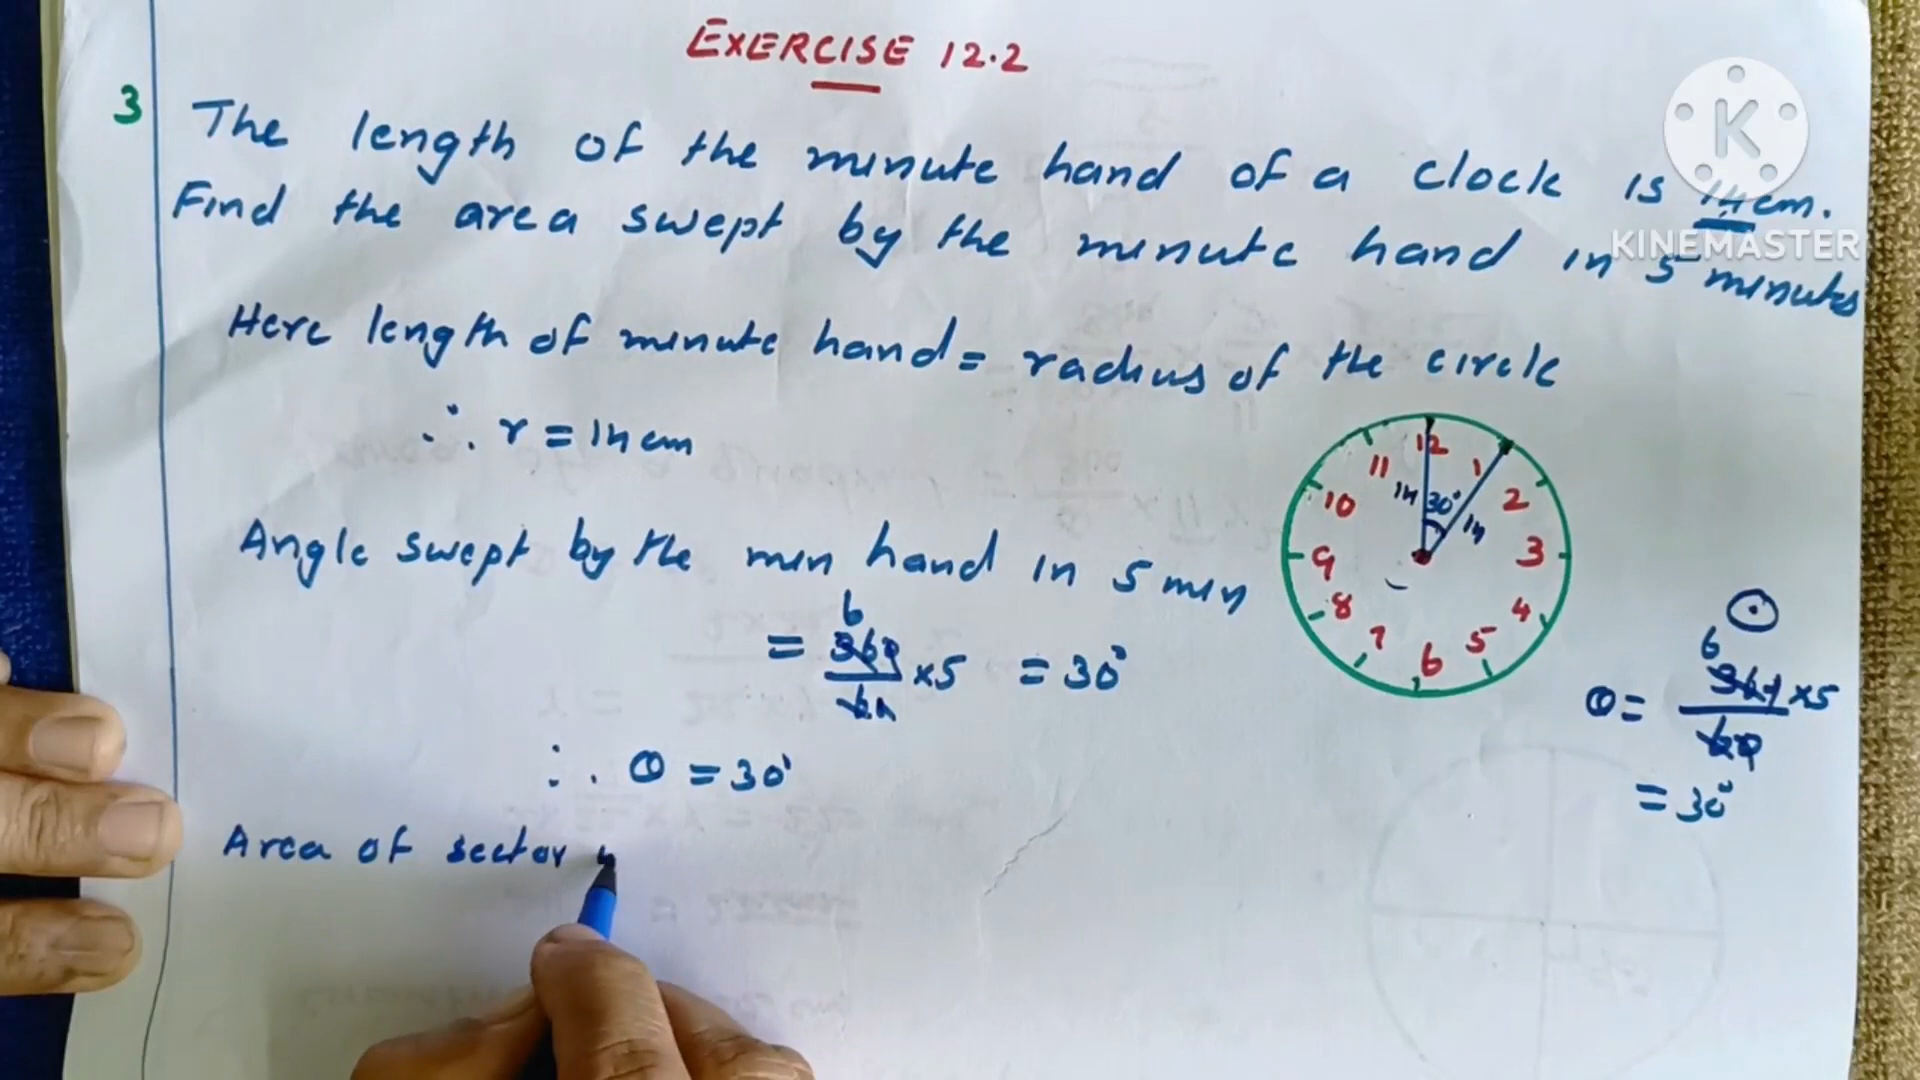 EXERCISE 12.2
3 The length of the minute hand of a clock is 14cm.
Find the area swept by the minute hand in 5 minutes
K
KINEMASTER
Here length of minute hand = radius of the circle
∴ r = 14 cm
12
1
2
3
4
5
6
7
8
9
10
11
14 30° 14
Angle swept by the min hand in 5 min
6
= 360/60 ×5 = 30°
∴ θ = 30°
6
θ = 360/60 ×5
= 30°
Area of sector